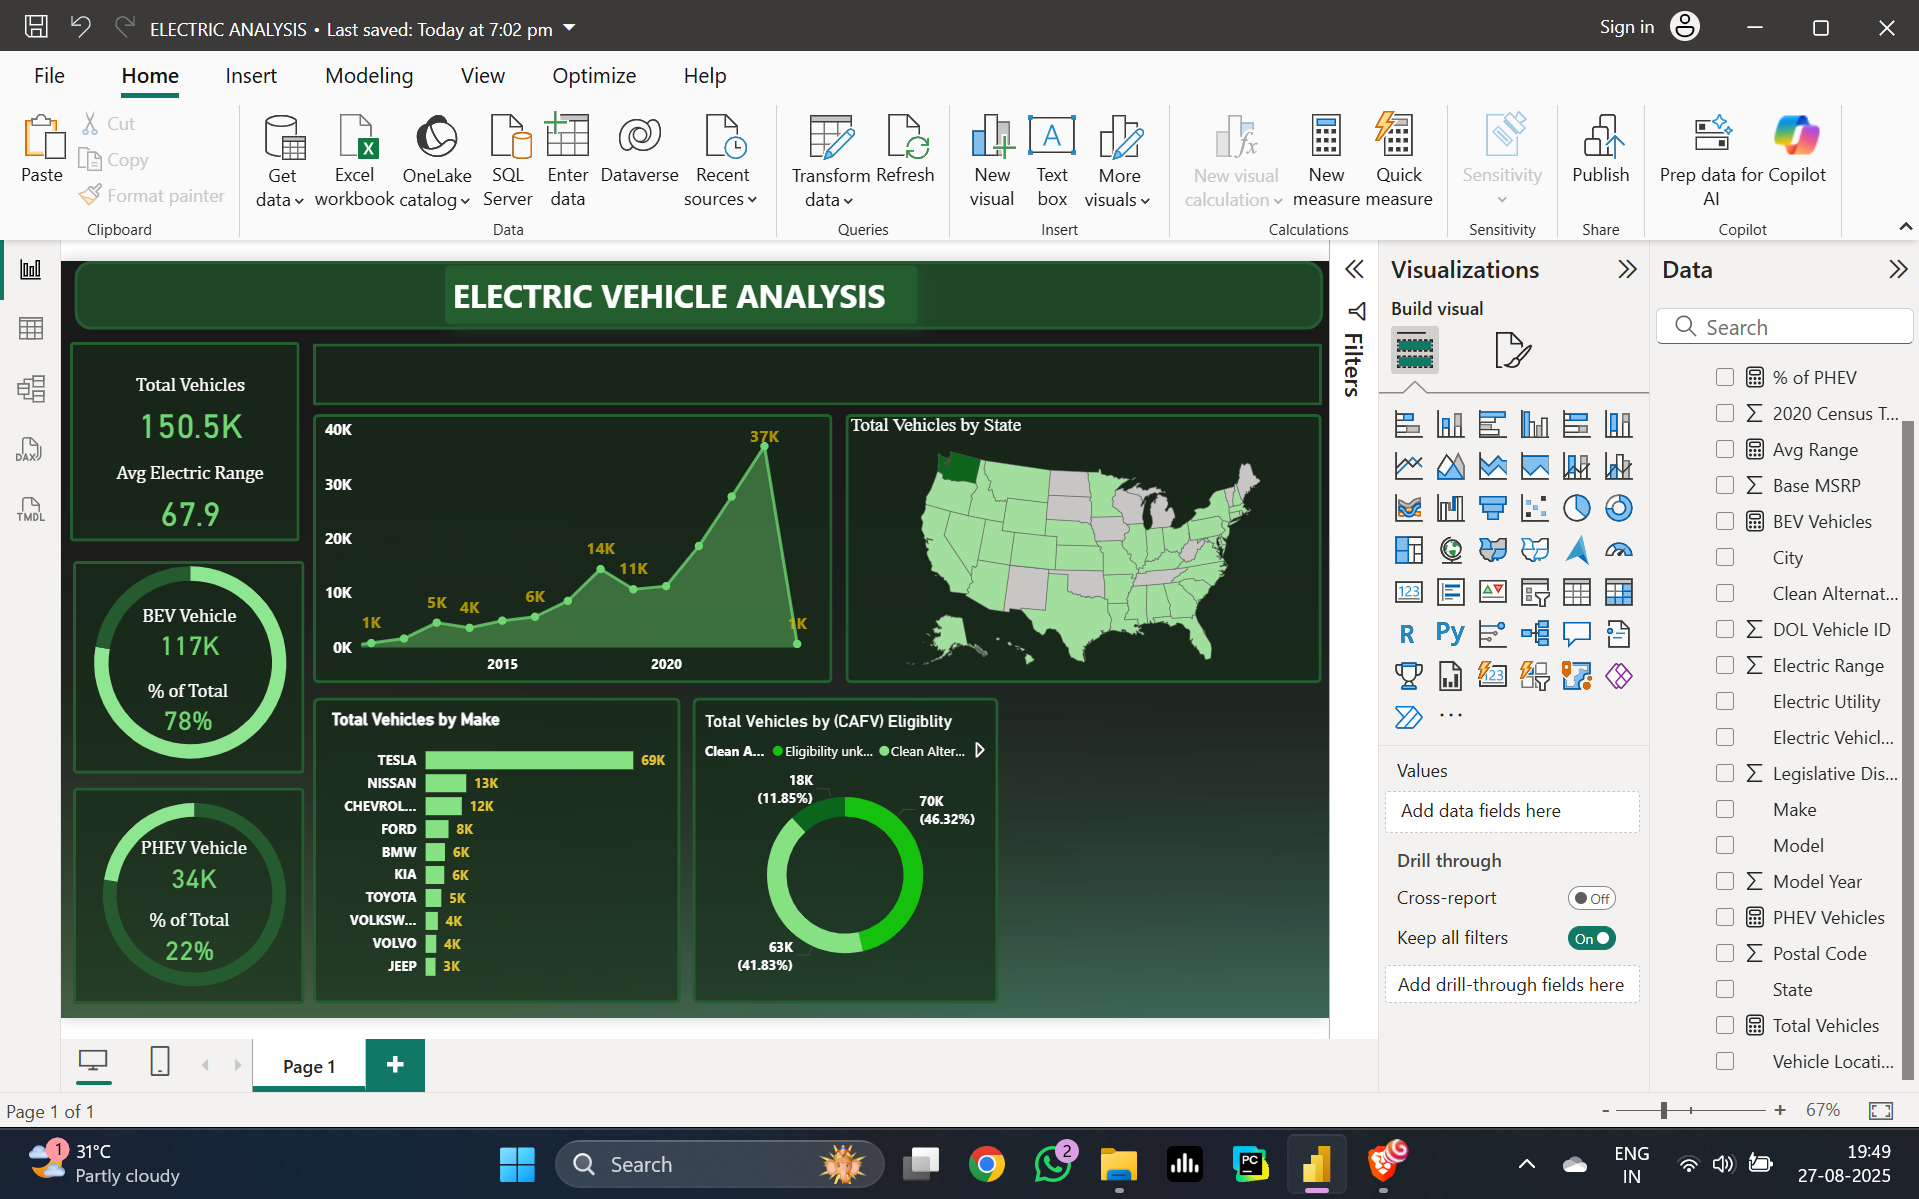 ELECTRIC ANALYSIS • Last saved: Today at 7:02 pm
Sign in
File
Home
Insert
Modeling
View
Optimize
Help
Paste
Cut
Copy
Format painter
Clipboard
Get data
Excel workbook
OneLake catalog
SQL Server
Enter data
Dataverse
Recent sources
Data
Transform data
Refresh
Queries
New visual
Text box
More visuals
Insert
New visual calculation
New measure
Quick measure
Calculations
Sensitivity
Sensitivity
Publish
Share
Prep data for AI
Copilot
Copilot
DAX
TMDL
ELECTRIC VEHICLE ANALYSIS
Total Vehicles
150.5K
Avg Electric Range
67.9
BEV Vehicle
117K
% of Total
78%
PHEV Vehicle
34K
% of Total
22%
40K
30K
20K
10K
0K
1K
5K
4K
6K
14K
11K
37K
1K
2015
2020
Total Vehicles by State
Total Vehicles by Make
TESLA 69K
NISSAN 13K
CHEVROL... 12K
FORD 8K
BMW 6K
KIA 6K
TOYOTA 5K
VOLKSW... 4K
VOLVO 4K
JEEP 3K
Total Vehicles by (CAFV) Eligiblity
Clean A... Eligibility unk... Clean Alter...
18K
(11.85%)
70K
(46.32%)
63K
(41.83%)
Filters
Visualizations
Build visual
123
R
Py
123
...
Values
Add data fields here
Drill through
Cross-report
Off
Keep all filters
On
Add drill-through fields here
Data
Search
% of PHEV
2020 Census T...
Avg Range
Base MSRP
BEV Vehicles
City
Clean Alternat...
DOL Vehicle ID
Electric Range
Electric Utility
Electric Vehicl...
Legislative Dis...
Make
Model
Model Year
PHEV Vehicles
Postal Code
State
Total Vehicles
Vehicle Locati...
Page 1
+
Page 1 of 1
- + 67%
1
31°C
Partly cloudy
Search
2
PC
ENG
IN
19:49
27-08-2025